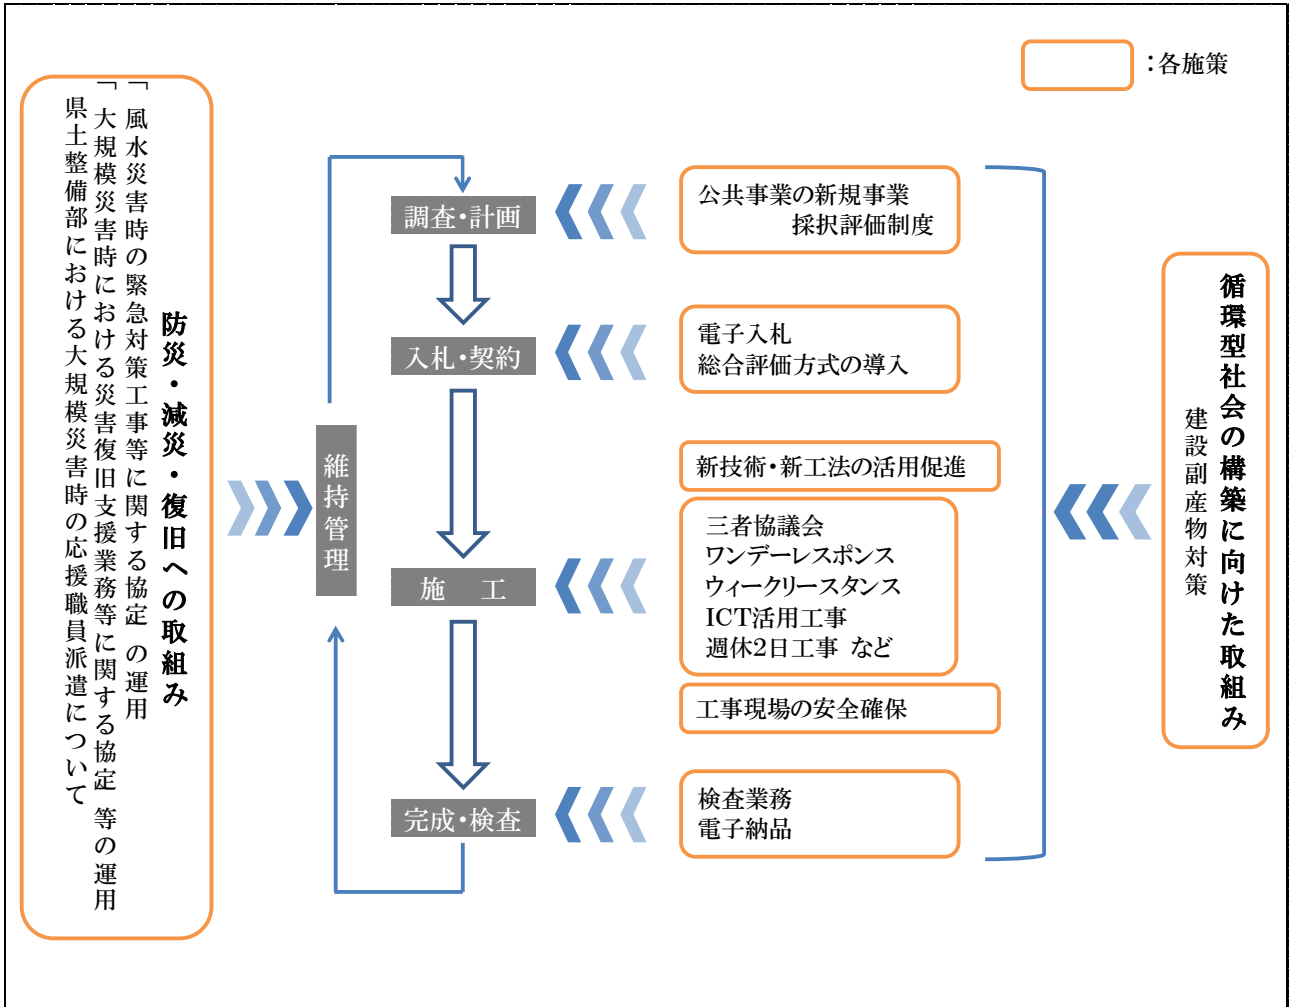 ：各施策
防災・減災・復旧への取組み
「風水災害時の緊急対策工事等に関する協定」の運用
「大規模災害時における災害復旧支援業務等に関する協定」等の運用
県土整備部における大規模災害時の応援職員派遣について
維持管理
調査・計画
公共事業の新規事業
採択評価制度
入札・契約
電子入札
総合評価方式の導入
新技術・新工法の活用促進
施　工
三者協議会
ワンデーレスポンス
ウィークリースタンス
ICT活用工事
週休2日工事 など
工事現場の安全確保
完成・検査
検査業務
電子納品
循環型社会の構築に向けた取組み
建設副産物対策